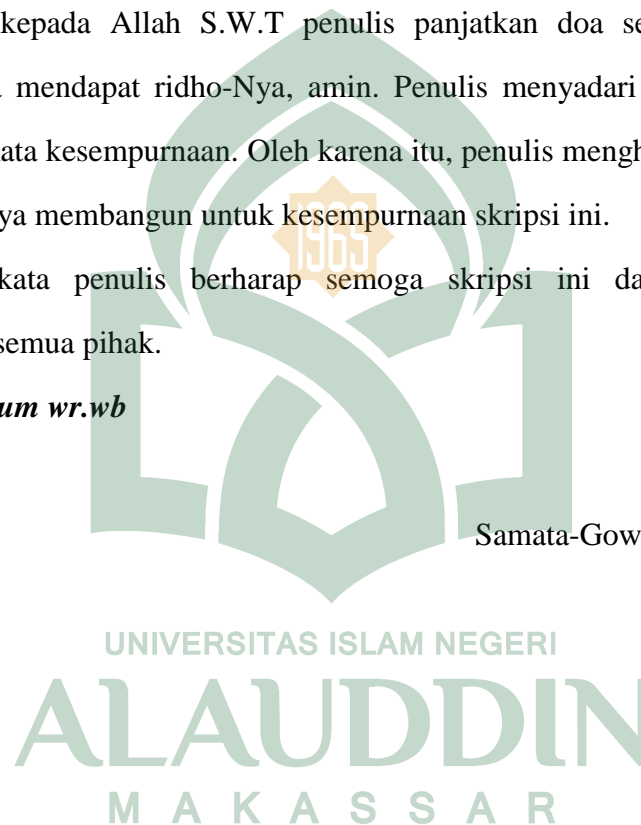 kepada Allah S.W.T penulis panjatkan doa se
mendapat ridho-Nya, amin. Penulis menyadari
ata kesempurnaan. Oleh karena itu, penulis mengh
ya membangun untuk kesempurnaan skripsi ini.
1965
kata penulis berharap semoga skripsi ini da
semua pihak.
um wr.wb
Samata-Gow
UNIVERSITAS ISLAM NEGERI
ALAUDDIN
MAKASSAR